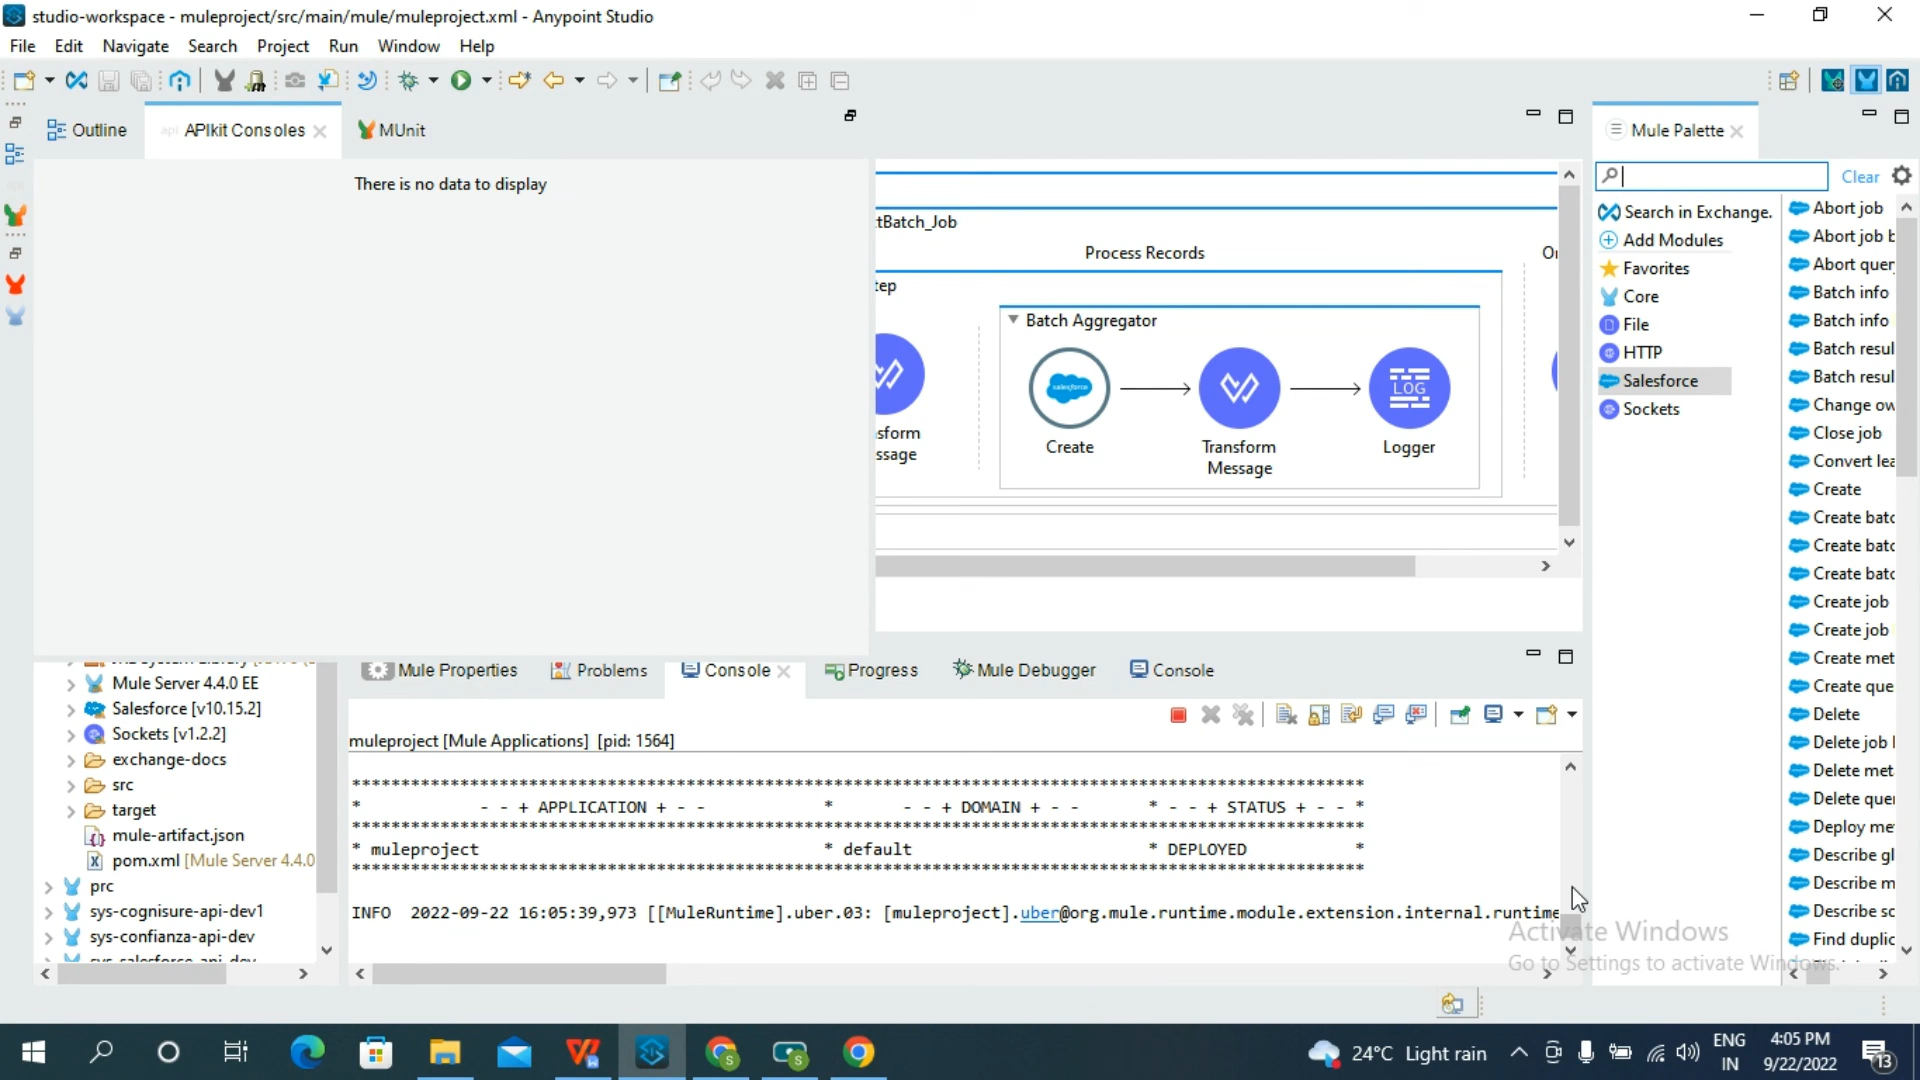 studio-workspace - muleproject/src/main/mule/muleproject.xml - Anypoint Studio
File Edit Navigate Search Project Run Window Help
Outline
api APIkit Consoles
MUnit
There is no data to display
tBatch_Job
Process Records
tep
sform
ssage
Batch Aggregator
salesforce
LOG
Create
Transform
Message
Logger
Mule Palette
Clear
Search in Exchange.
Add Modules
Favorites
Core
File
HTTP
Salesforce
Sockets
Abort job
Abort job b
Abort quer
Batch info
Batch info
Batch resul
Batch resul
Change ow
Close job
Convert lea
Create
Create batc
Create batc
Create batc
Create job
Create job
Create met
Create que
Delete
Delete job
Delete met
Delete quer
Deploy me
Describe gl
Describe m
Describe sc
Find duplic
Mule Server 4.4.0 EE
Salesforce [v10.15.2]
Sockets [v1.2.2]
exchange-docs
src
target
mule-artifact.json
pom.xml [Mule Server 4.4.0
prc
sys-cognisure-api-dev1
sys-confianza-api-dev
sys-salesforce-api-dev
Mule Properties
Problems
Console
Progress
Mule Debugger
Console
muleproject [Mule Applications] [pid: 1564]
* - - + APPLICATION + - - * - - + DOMAIN + - - * - - + STATUS + - - *
* muleproject * default * DEPLOYED *
INFO 2022-09-22 16:05:39,973 [[MuleRuntime].uber.03: [muleproject].uber@org.mule.runtime.module.extension.internal.runtime
Activate Windows
Go to Settings to activate Windows.
24°C Light rain
ENG
IN
4:05 PM
9/22/2022
13